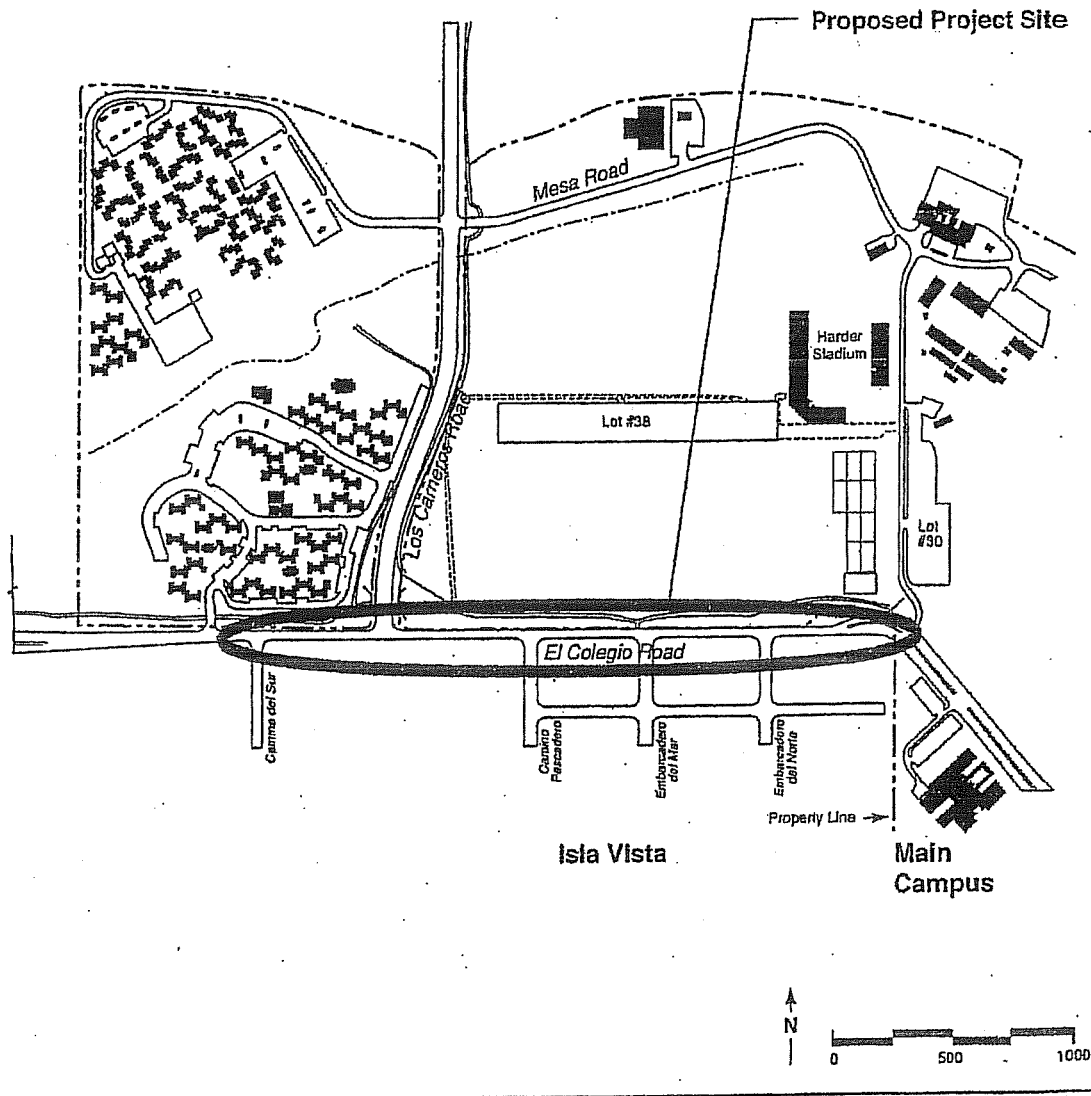 Proposed Project Site
Mesa Road
Harder
Stadium
Lot #38
Los Carneros Road
Lot
#30
El Colegio Road
Camino del Sur
Camino
Pescadero
Embarcadero
del Mar
Embarcadero
del Norte
Property Line
Isla Vista
Main
Campus
N
0
500
1000